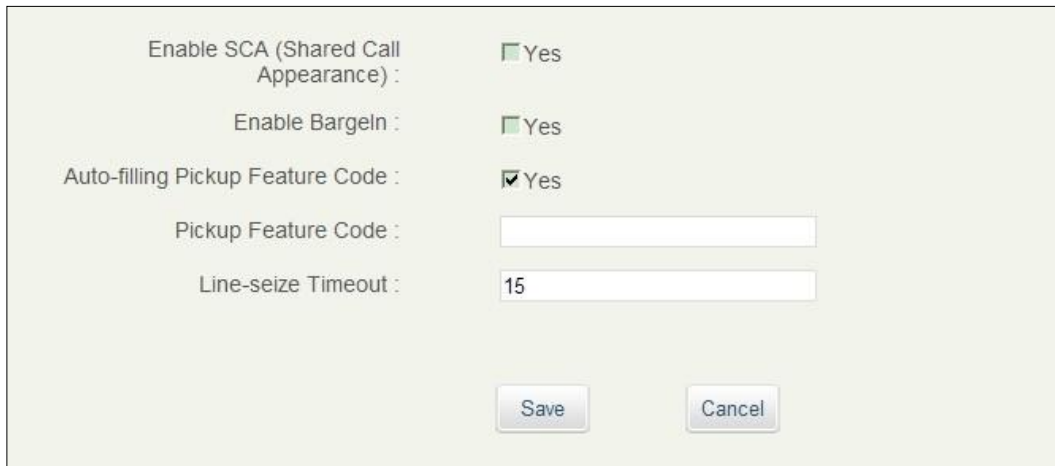 Enable SCA (Shared Call
Appearance) :
Yes
Enable BargeIn :
Yes
Auto-filling Pickup Feature Code :
Yes
Pickup Feature Code :
Line-seize Timeout :
15
Save
Cancel